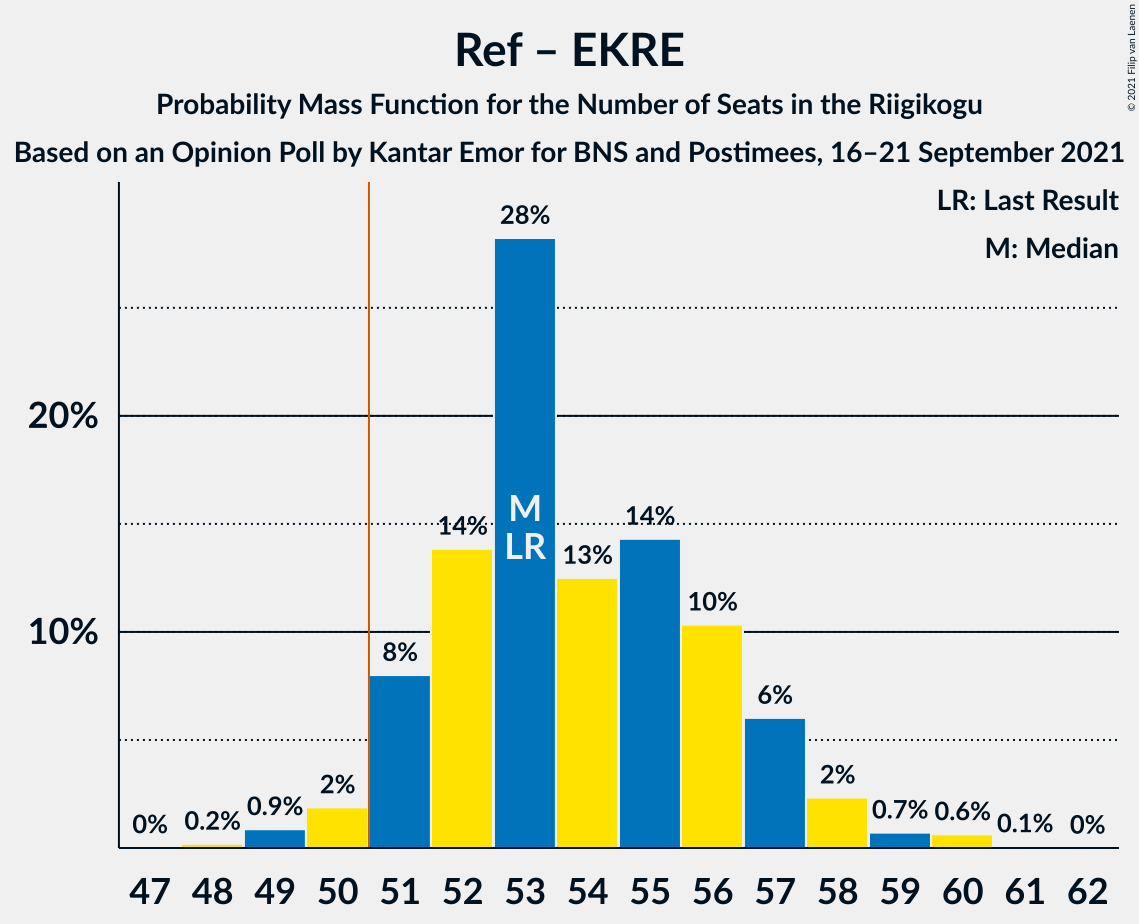 Ref – EKRE
Probability Mass Function for the Number of Seats in the Riigikogu
Based on an Opinion Poll by Kantar Emor for BNS and Postimees, 16–21 September 2021
© 2021 Filip van Laenen
LR: Last Result
M: Median
20%
10%
0%
0.2%
0.9%
2%
8%
14%
28%
M
LR
13%
14%
10%
6%
2%
0.7%
0.6%
0.1%
0%
47 48 49 50 51 52 53 54 55 56 57 58 59 60 61 62